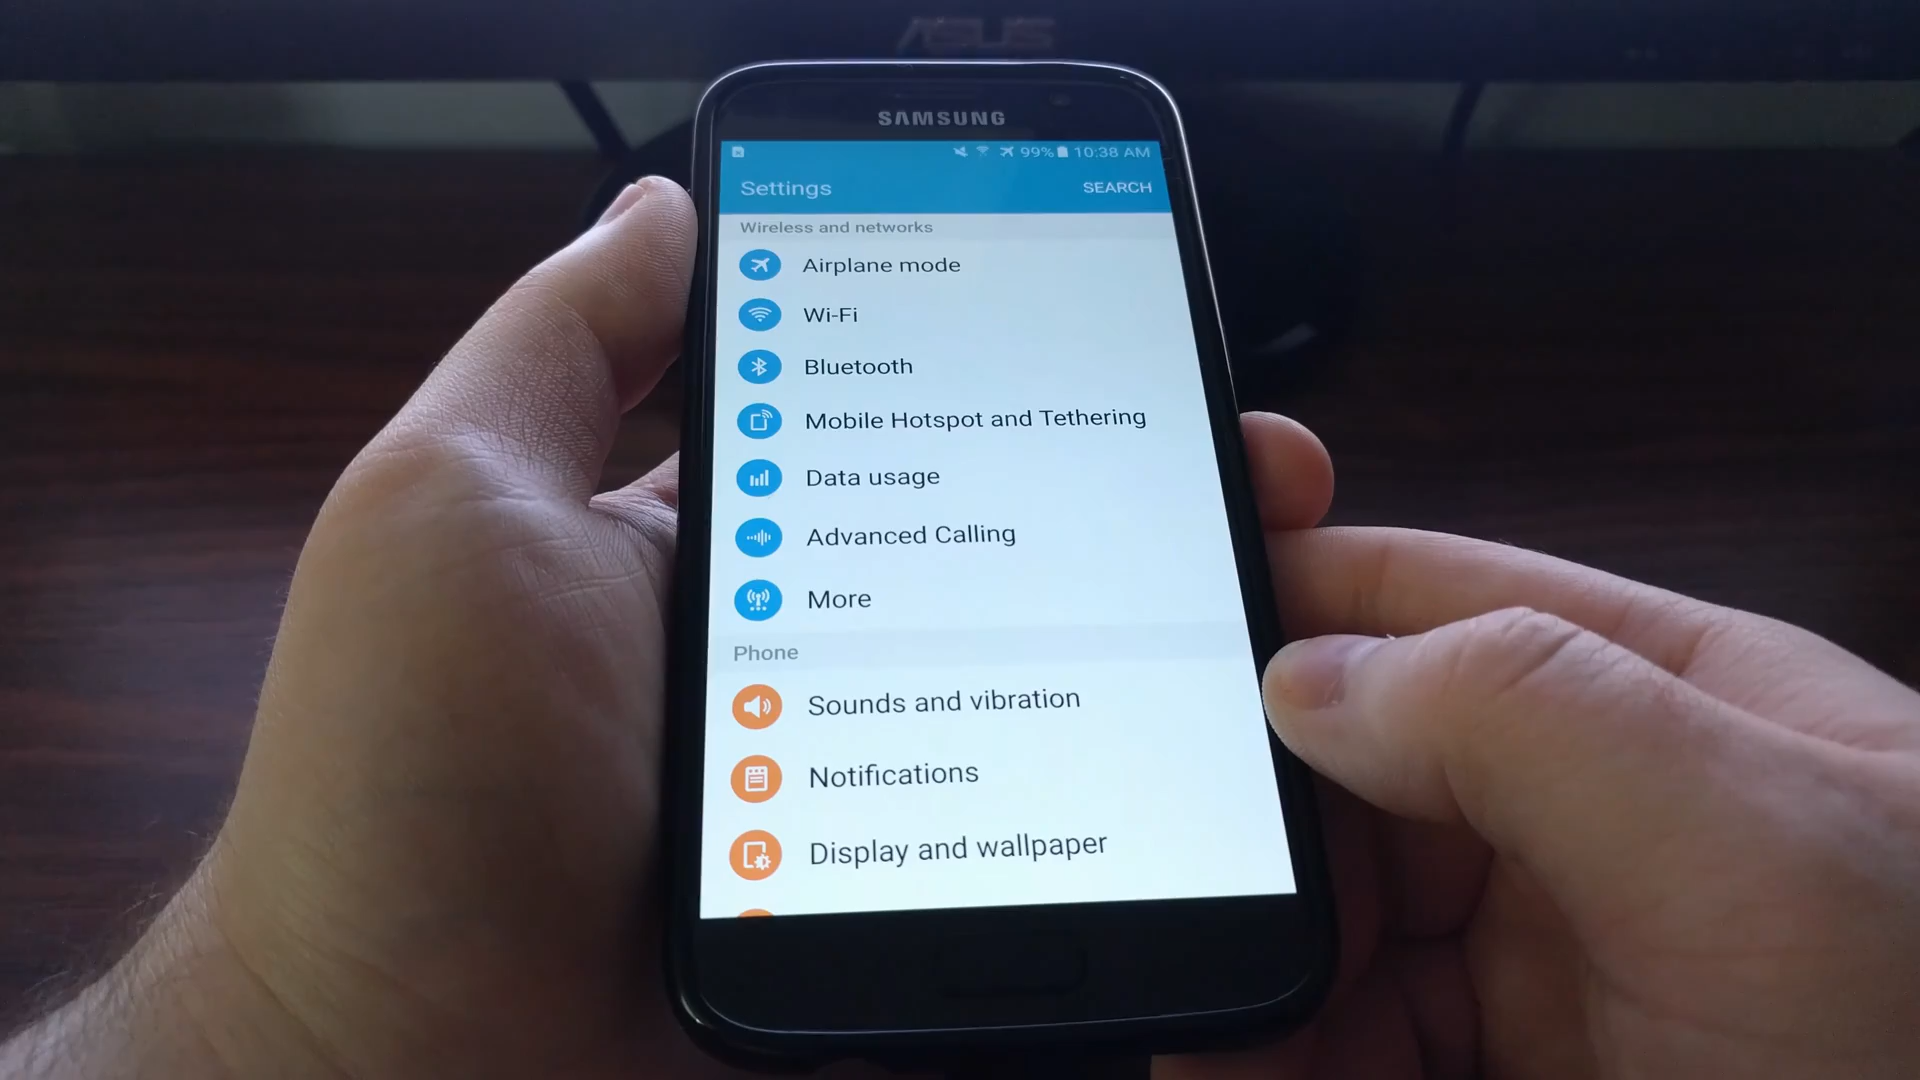 ASUS
SAMSUNG
99% 10:38 AM
Settings SEARCH
Wireless and networks
Airplane mode
Wi-Fi
Bluetooth
Mobile Hotspot and Tethering
Data usage
Advanced Calling
More
Phone
Sounds and vibration
Notifications
Display and wallpaper